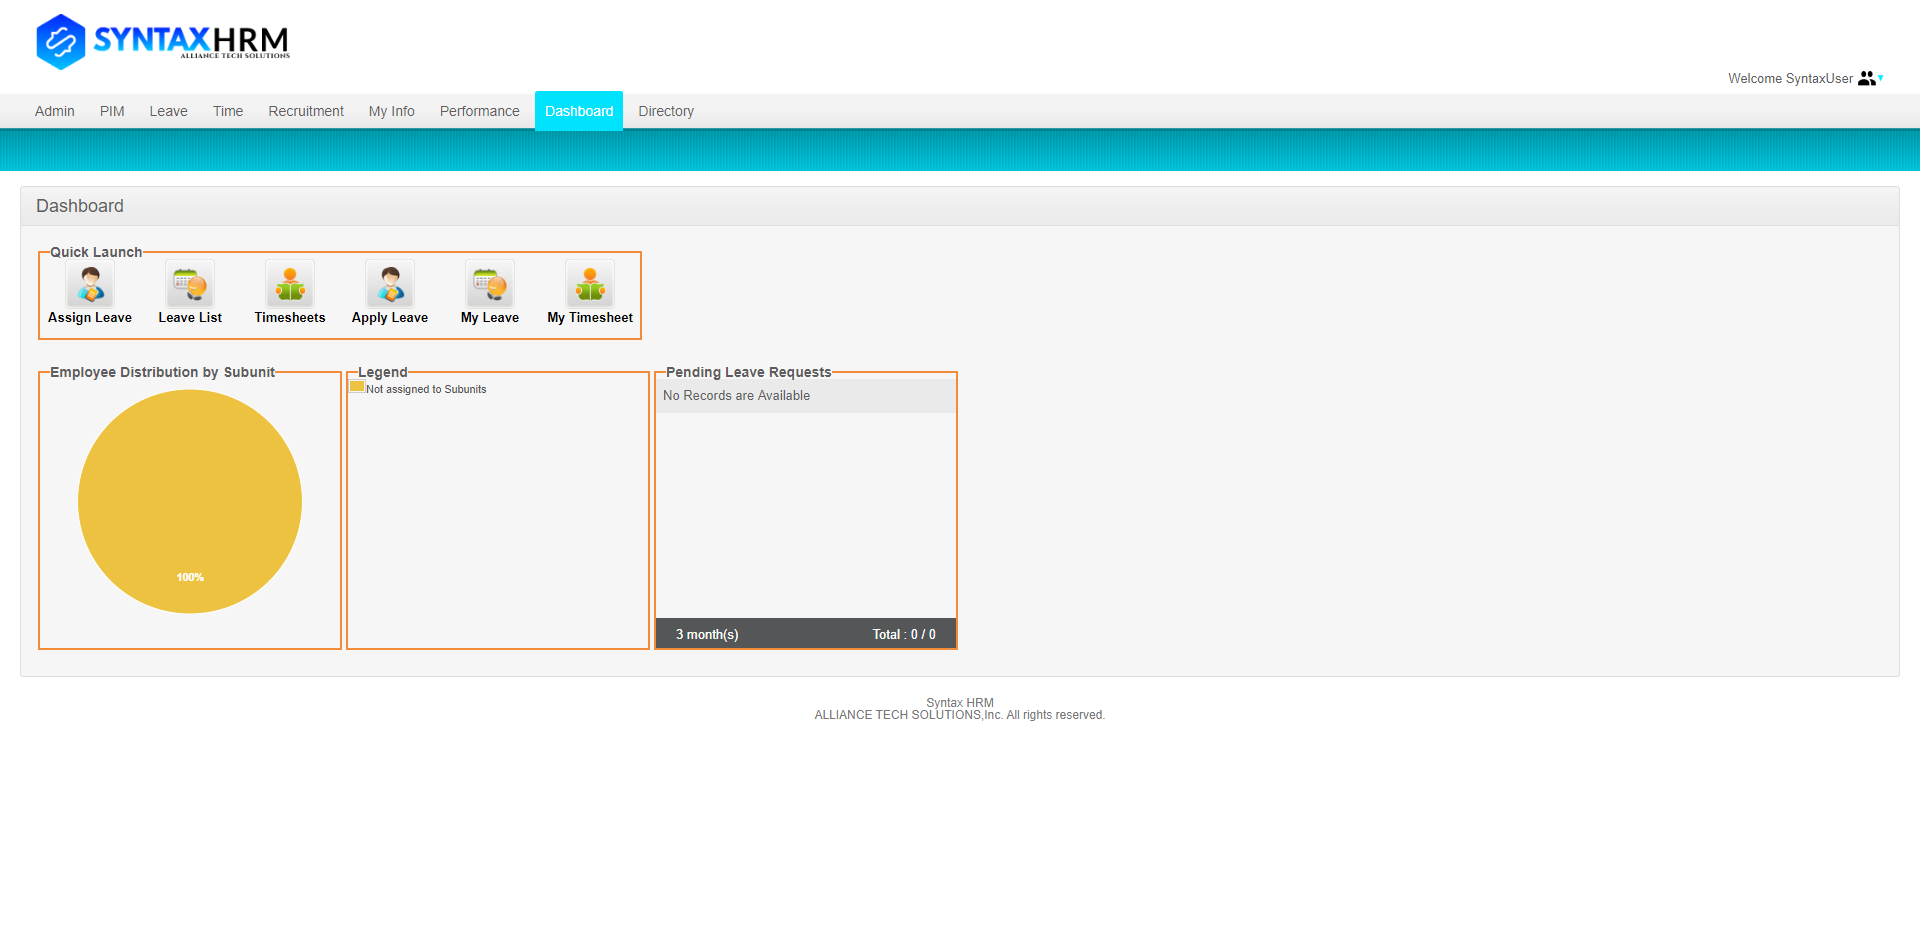 SYNTAXHRM
ALLIANCE TECH SOLUTIONS
Welcome SyntaxUser
Admin PIM Leave Time Recruitment My Info Performance Dashboard Directory
Dashboard
Quick Launch
Assign Leave Leave List Timesheets Apply Leave My Leave My Timesheet
Employee Distribution by Subunit
100%
Legend
Not assigned to Subunits
Pending Leave Requests
No Records are Available
3 month(s) Total : 0 / 0
Syntax HRM
ALLIANCE TECH SOLUTIONS,Inc. All rights reserved.